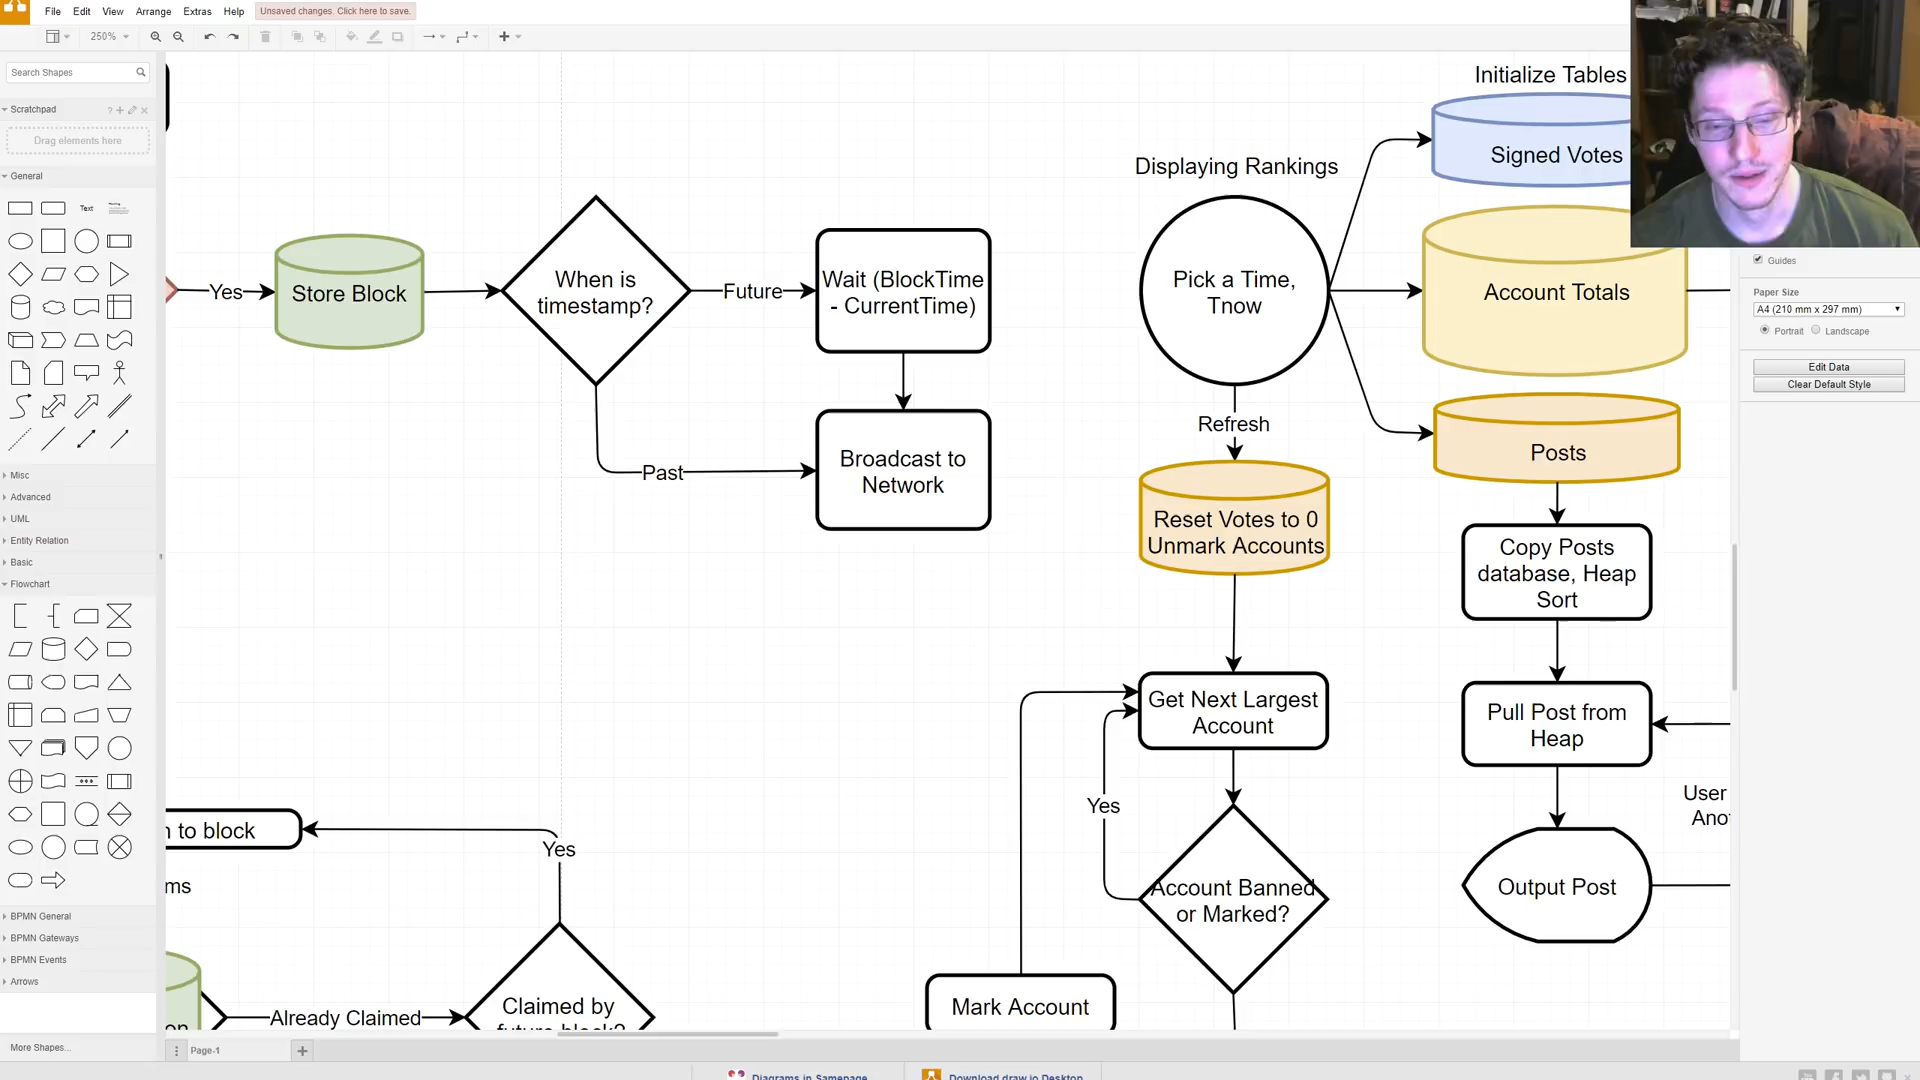 File Edit View Arrange Extras Help Unsaved changes. Click here to save.
250%
Search Shapes
Scratchpad
Drag elements here
General
Text
Misc
Advanced
UML
Entity Relation
Basic
Flowchart
BPMN General
BPMN Gateways
BPMN Events
Arrows
More Shapes...
Page-1
Yes
Store Block
When is
timestamp?
Future
Wait (BlockTime
- CurrentTime)
Past
Broadcast to
Network
Displaying Rankings
Pick a Time,
Tnow
Initialize Tables
Signed Votes
Account Totals
Posts
Refresh
Reset Votes to 0
Unmark Accounts
Copy Posts
database, Heap
Sort
Get Next Largest
Account
Pull Post from
Heap
Yes
User
Account Banned
or Marked?
Output Post
Mark Account
to block
Yes
Already Claimed
Claimed by
future block?
Guides
Paper Size
A4 (210 mm x 297 mm)
Portrait Landscape
Edit Data
Clear Default Style
Diagrams in Samepage
Download draw.io Desktop